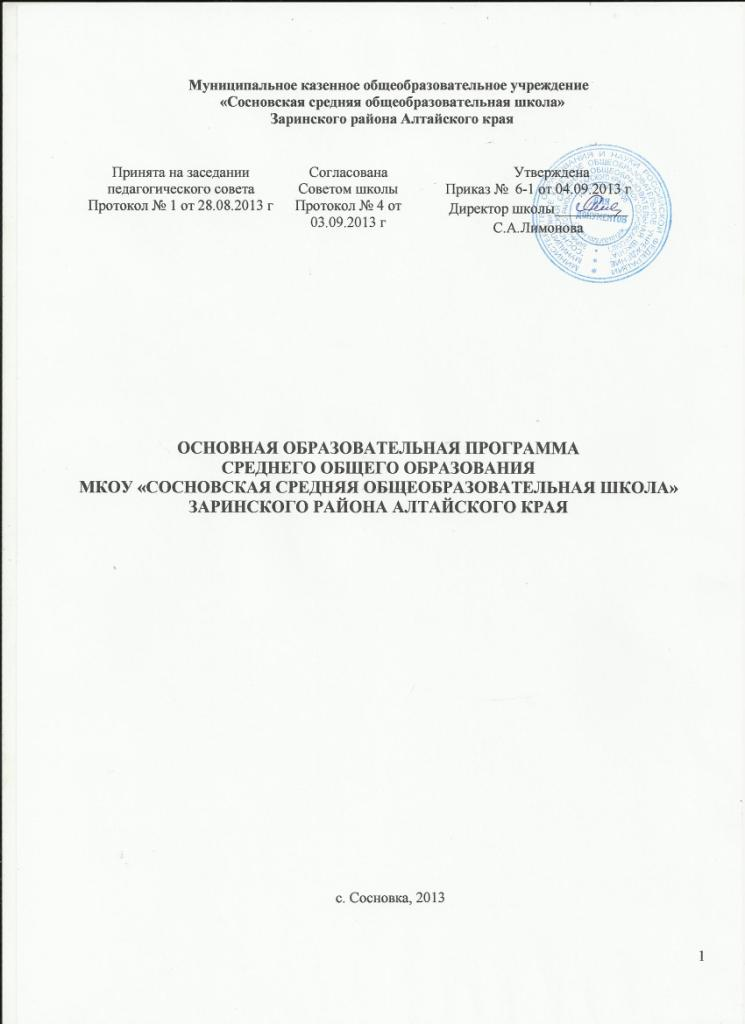 Муниципальное казенное общеобразовательное учреждение
«Сосновская средняя общеобразовательная школа»
Заринского района Алтайского края
Принята на заседании
педагогического совета
Протокол № 1 от 28.08.2013 г
Согласована
Советом школы
Протокол № 4 от
03.09.2013 г
Утверждена
Приказ № 6-1 от 04.09.2013 г
Директор школы
С.А.Лимонова
ДЛЯ
ДОКУМЕНТОВ
ОСНОВНАЯ ОБРАЗОВАТЕЛЬНАЯ ПРОГРАММА
СРЕДНЕГО ОБЩЕГО ОБРАЗОВАНИЯ
МКОУ «СОСНОВСКАЯ СРЕДНЯЯ ОБЩЕОБРАЗОВАТЕЛЬНАЯ ШКОЛА»
ЗАРИНСКОГО РАЙОНА АЛТАЙСКОГО КРАЯ
с. Сосновка, 2013
1